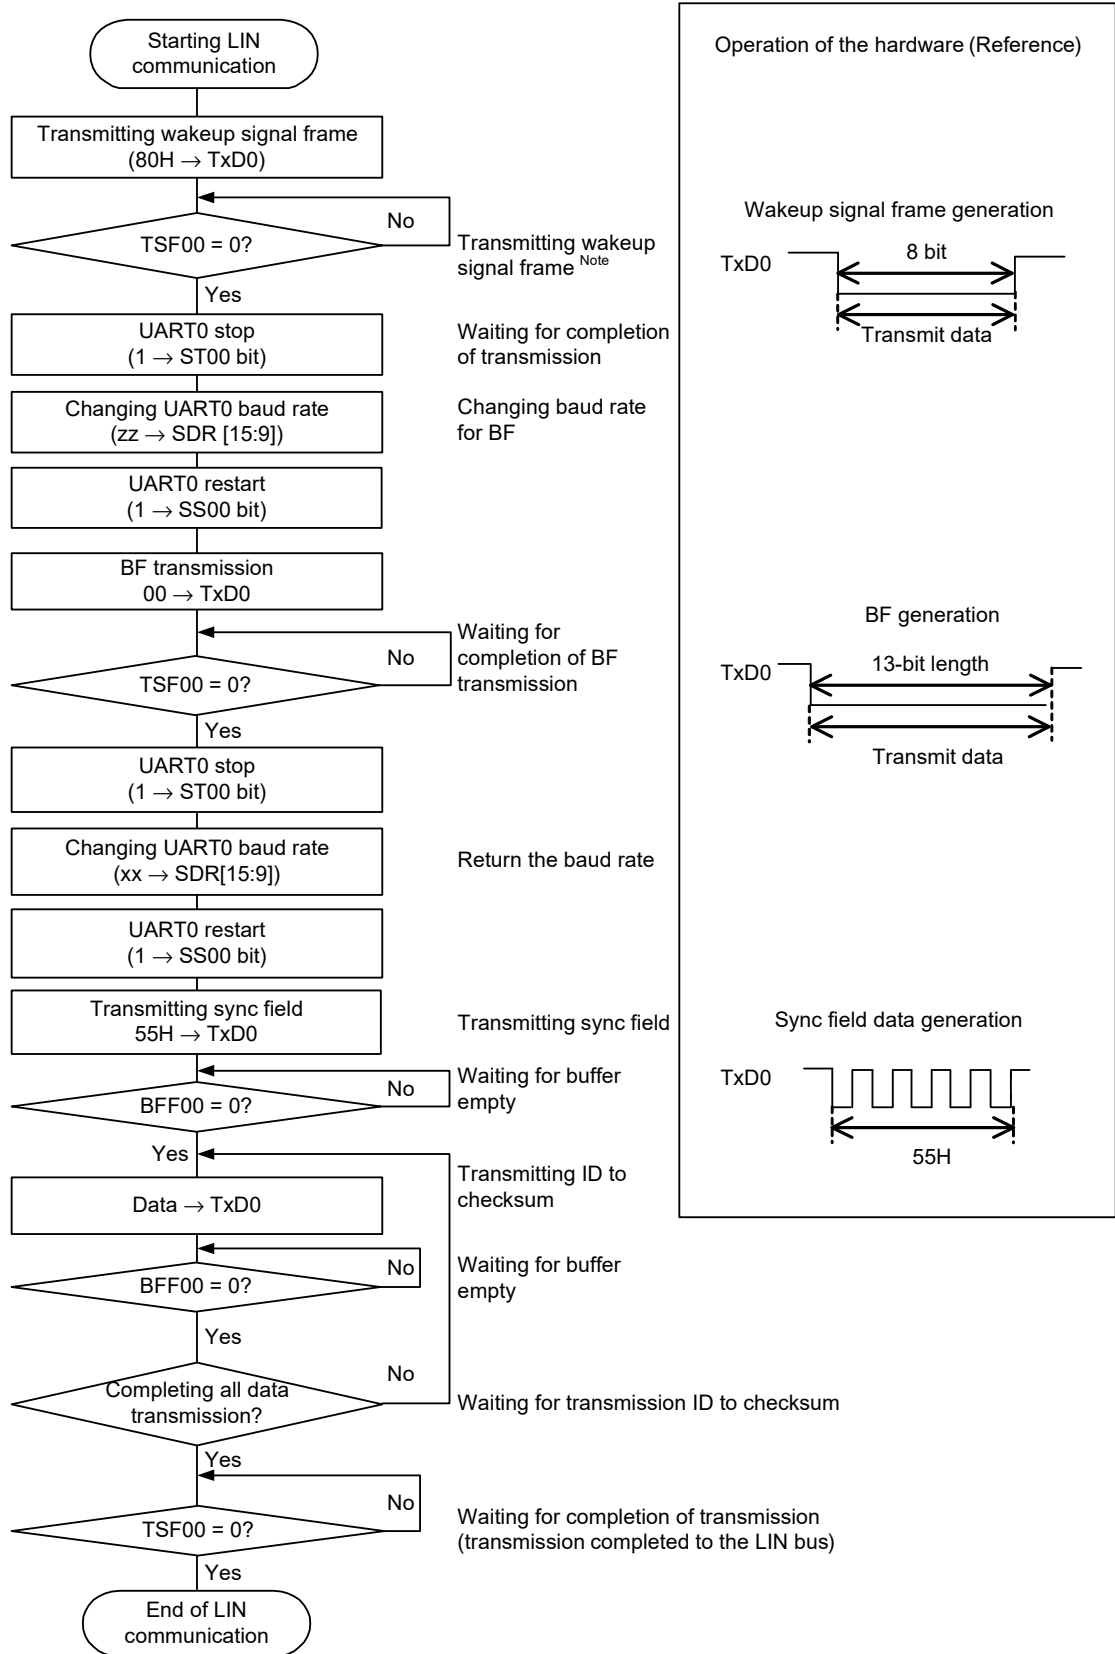 Starting LIN
communication
Transmitting wakeup signal frame
(80H → TxD0)
No
TSF00 = 0?
Transmitting wakeup
signal frame Note
Yes
UART0 stop
(1 → ST00 bit)
Waiting for completion
of transmission
Changing UART0 baud rate
(zz → SDR [15:9])
Changing baud rate
for BF
UART0 restart
(1 → SS00 bit)
BF transmission
00 → TxD0
Waiting for
completion of BF
transmission
No
TSF00 = 0?
Yes
UART0 stop
(1 → ST00 bit)
Changing UART0 baud rate
(xx → SDR[15:9])
Return the baud rate
UART0 restart
(1 → SS00 bit)
Transmitting sync field
55H → TxD0
Transmitting sync field
No
Waiting for buffer
empty
BFF00 = 0?
Yes
Transmitting ID to
checksum
Data → TxD0
No
Waiting for buffer
empty
BFF00 = 0?
Yes
No
Completing all data
transmission?
Waiting for transmission ID to checksum
Yes
No
TSF00 = 0?
Waiting for completion of transmission
(transmission completed to the LIN bus)
Yes
End of LIN
communication
Operation of the hardware (Reference)
Wakeup signal frame generation
TxD0
8 bit
Transmit data
BF generation
TxD0
13-bit length
Transmit data
Sync field data generation
TxD0
55H